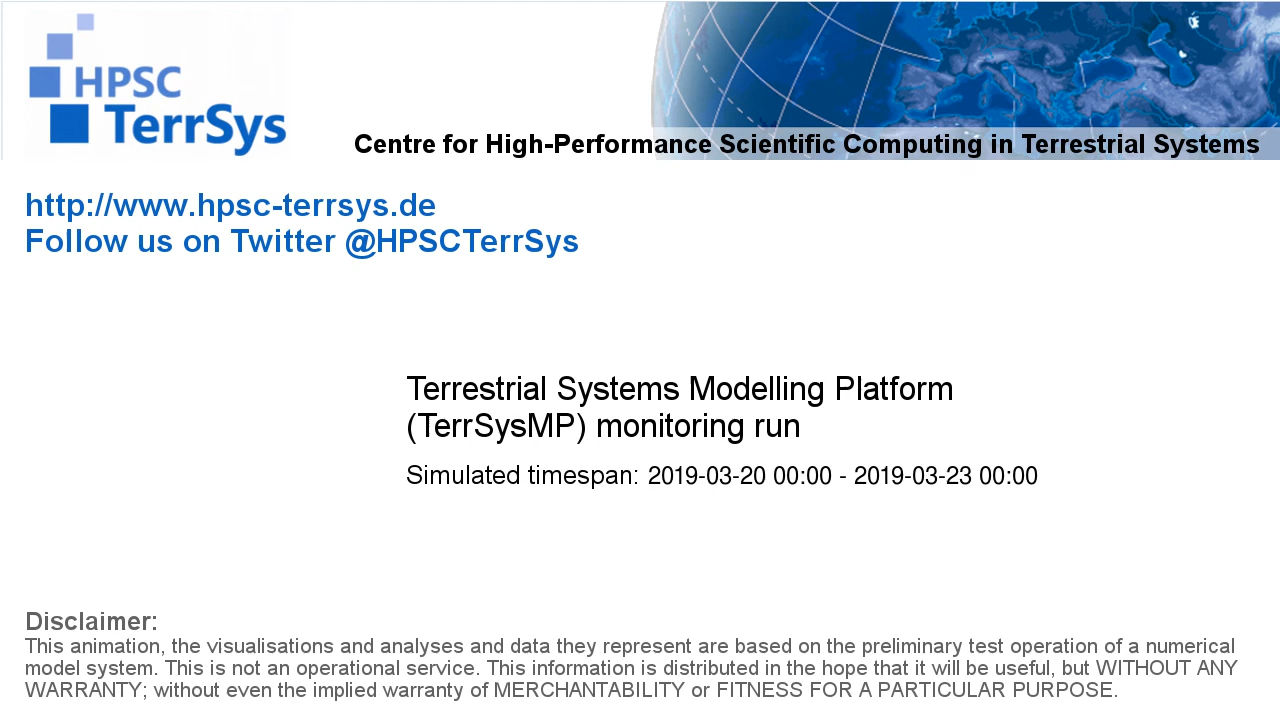 HPSC
TerrSys
Centre for High-Performance Scientific Computing in Terrestrial Systems
http://www.hpsc-terrsys.de
Follow us on Twitter @HPSCTerrSys
Terrestrial Systems Modelling Platform
(TerrSysMP) monitoring run
Simulated timespan: 2019-03-20 00:00 - 2019-03-23 00:00
Disclaimer:
This animation, the visualisations and analyses and data they represent are based on the preliminary test operation of a numerical
model system. This is not an operational service. This information is distributed in the hope that it will be useful, but WITHOUT ANY
WARRANTY; without even the implied warranty of MERCHANTABILITY or FITNESS FOR A PARTICULAR PURPOSE.